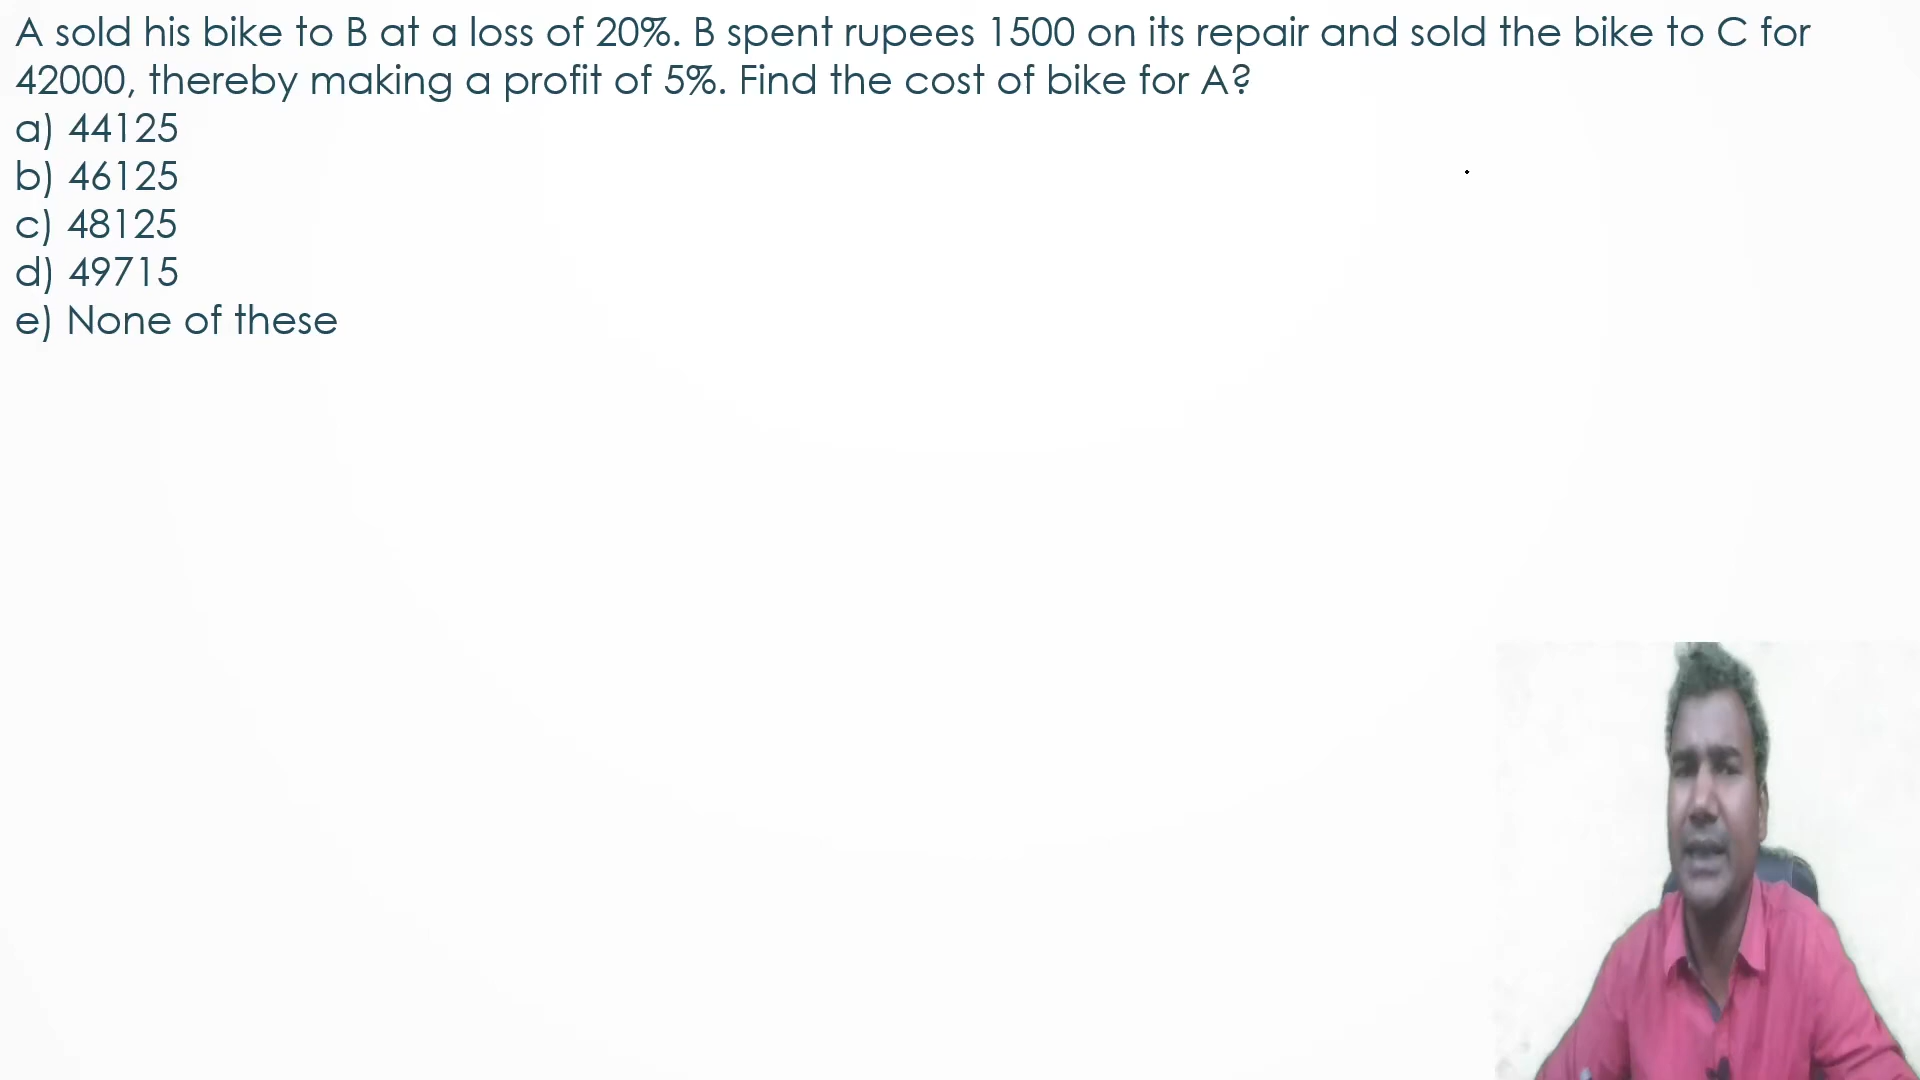 A sold his bike to B at a loss of 20%. B spent rupees 1500 on its repair and sold the bike to C for
42000, thereby making a profit of 5%. Find the cost of bike for A?
a) 44125
b) 46125
c) 48125
d) 49715
e) None of these